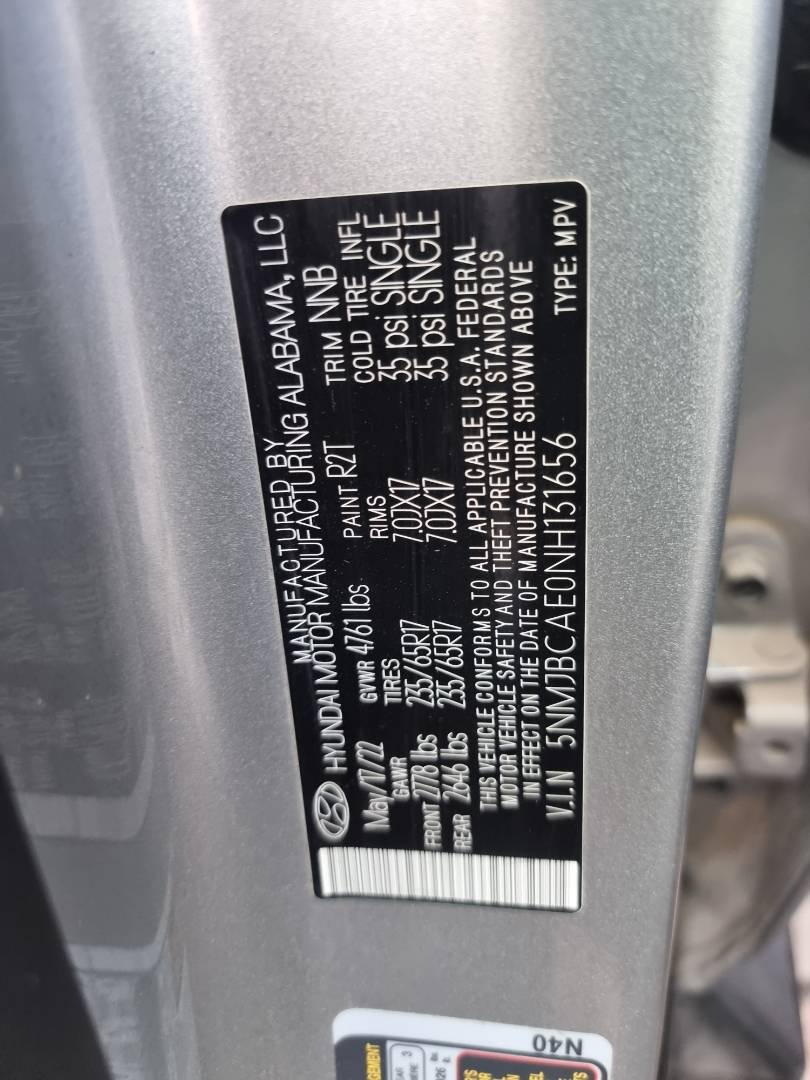 MANUFACTURED BY
HYUNDAI MOTOR MANUFACTURING ALABAMA, LLC
May/17/22 GVWR 4761 lbs PAINT R2T TRIM NNB
GAWR TIRES RIMS COLD TIRE INFL
FRONT 2778 lbs 235/65R17 7.0JX17 35 psi SINGLE
REAR 2646 lbs 235/65R17 7.0JX17 35 psi SINGLE
THIS VEHICLE CONFORMS TO ALL APPLICABLE U.S.A. FEDERAL
MOTOR VEHICLE SAFETY AND THEFT PREVENTION STANDARDS
IN EFFECT ON THE DATE OF MANUFACTURE SHOWN ABOVE
V.I.N 5NMJBCAE0NH131656 TYPE: MPV
N40